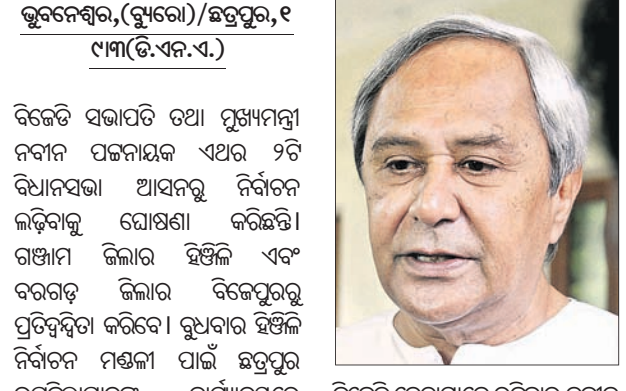 ଭୁବନେଶ୍ୱର,(ବ୍ୟୁରୋ)/ଛତ୍ରପୁର,୧
୯।୩(ଡି.ଏନ.ଏ.)
ବିଜେଡି ସଭାପତି ତଥା ମୁଖ୍ୟମନ୍ତ୍ରୀ
ନବୀନ ପଟ୍ଟନାୟକ ଏଥର ୨ଟି
ବିଧାନସଭା ଆସନରୁ ନିର୍ବାଚନ
ଲଢ଼ିବାକୁ ଘୋଷଣା କରିଛନ୍ତି।
ଗଞ୍ଜାମ ଜିଲାର ହିଞ୍ଜିଳି ଏବଂ
ବରଗଡ଼ ଜିଲାର ବିଜେପୁରରୁ
ପ୍ରତିଦ୍ୱନ୍ଦ୍ୱିତା କରିବେ। ବୁଧବାର ହିଞ୍ଜିଳି
ନିର୍ବାଚନ ମଣ୍ଡଳୀ ପାଇଁ ଛତ୍ରପୁର